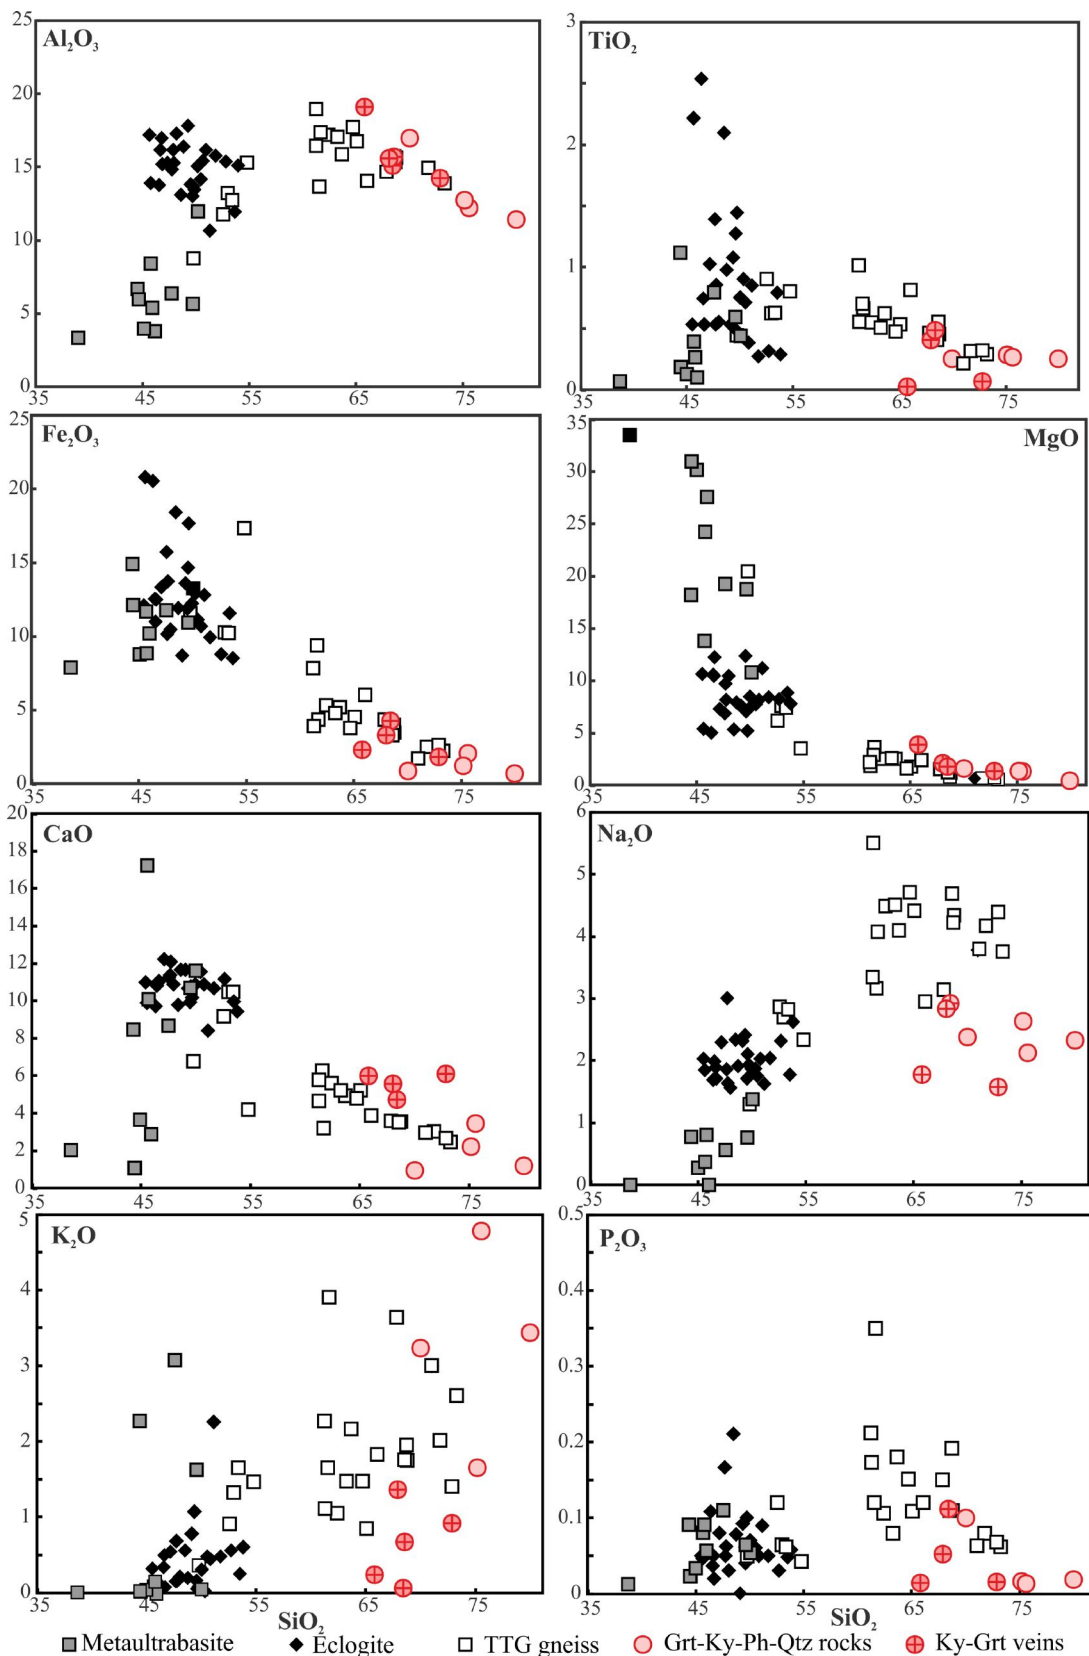 25
Al₂O₃
20
15
10
5
0
35 45 55 65 75
3
TiO₂
2
1
0
35 45 55 65 75
25
Fe₂O₃
20
15
10
5
0
35 45 55 65 75
35
MgO
30
25
20
15
10
5
0
35 45 55 65 75
20
CaO
18
16
14
12
10
8
6
4
2
0
35 45 55 65 75
6
Na₂O
5
4
3
2
1
0
35 45 55 65 75
5
K₂O
4
3
2
1
0
35 45 55 65 75
SiO₂
0.5
P₂O₃
0.4
0.3
0.2
0.1
0
35 45 55 65 75
SiO₂
Metaultrabasite Eclogite TTG gneiss Grt-Ky-Ph-Qtz rocks Ky-Grt veins